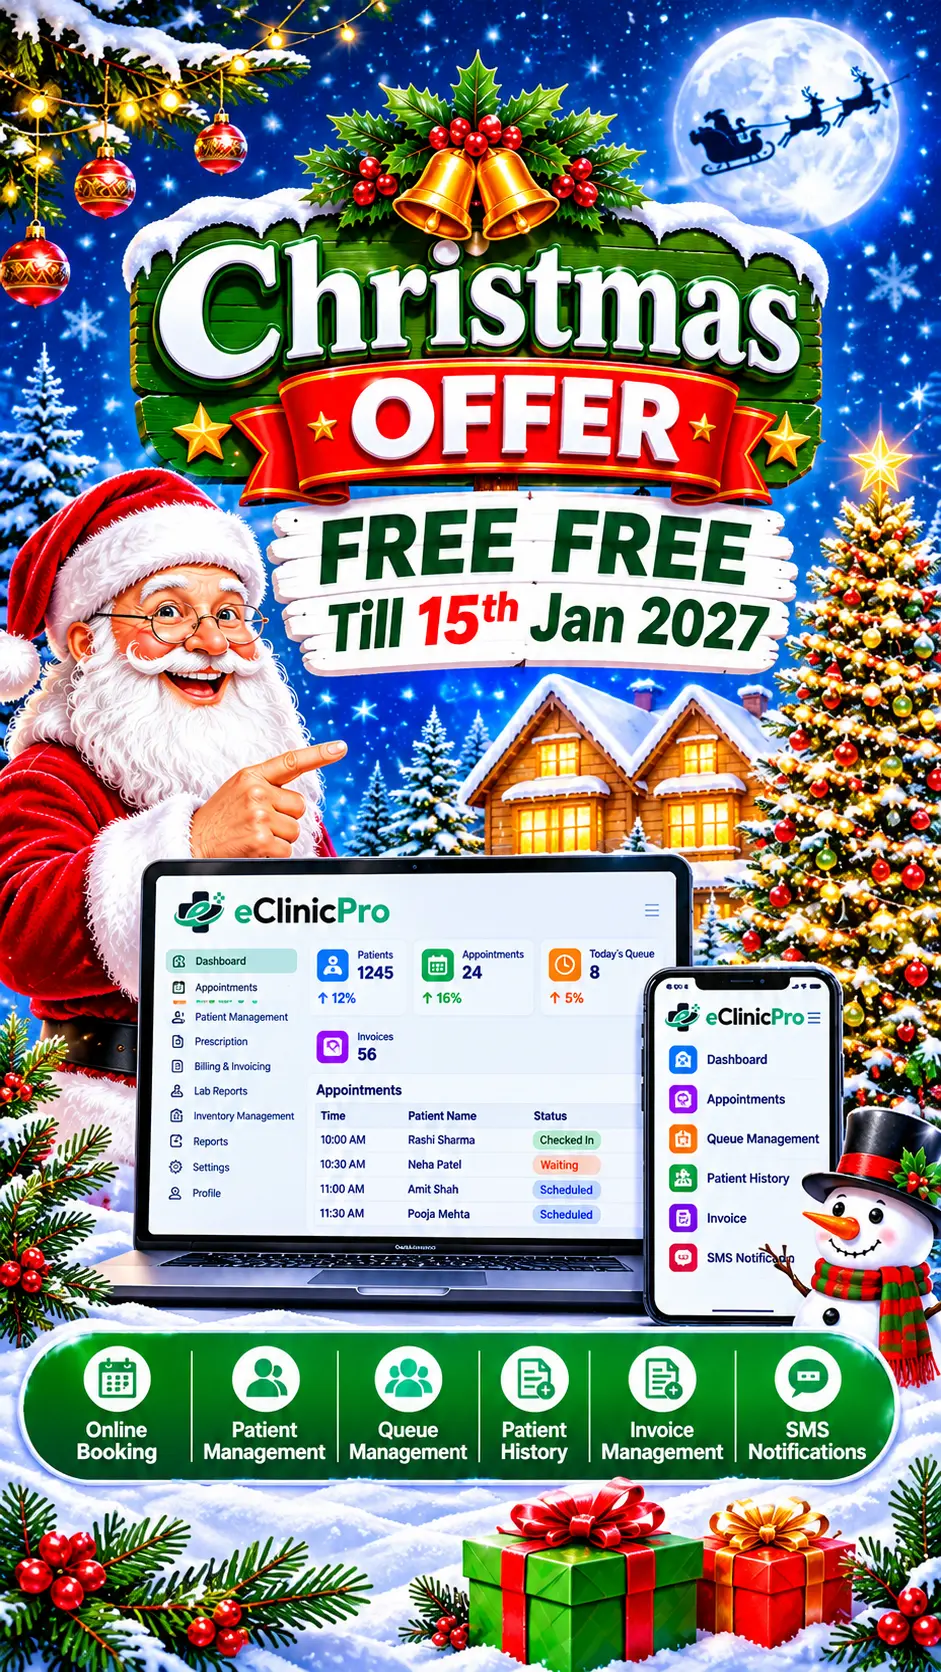 Christmas
OFFER
FREE FREE
Till 15th Jan 2027
eClinicPro
Dashboard
Appointments
Patient Management
Prescription
Billing & Invoicing
Lab Reports
Inventory Management
Reports
Settings
Profile
Patients
1245
↑ 12%
Appointments
24
↑ 16%
Today's Queue
8
↑ 5%
Invoices
56
Appointments
Time Patient Name Status
10:00 AM Rashi Sharma Checked In
10:30 AM Neha Patel Waiting
11:00 AM Amit Shah Scheduled
11:30 AM Pooja Mehta Scheduled
eClinicPro
Dashboard
Appointments
Queue Management
Patient History
Invoice
SMS
Online
Booking
Patient
Management
Queue
Management
Patient
History
Invoice
Management
SMS
Notifications